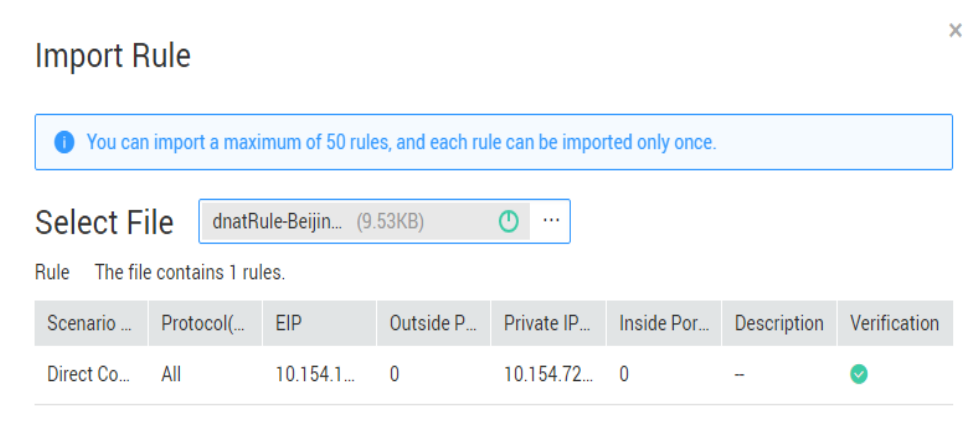 ×
Import Rule
You can import a maximum of 50 rules, and each rule can be imported only once.
Select File dnatRule-Beijin... (9.53KB) ...
Rule The file contains 1 rules.
Scenario ... Protocol(... EIP Outside P... Private IP... Inside Por... Description Verification
Direct Co... All 10.154.1... 0 10.154.72... 0 --